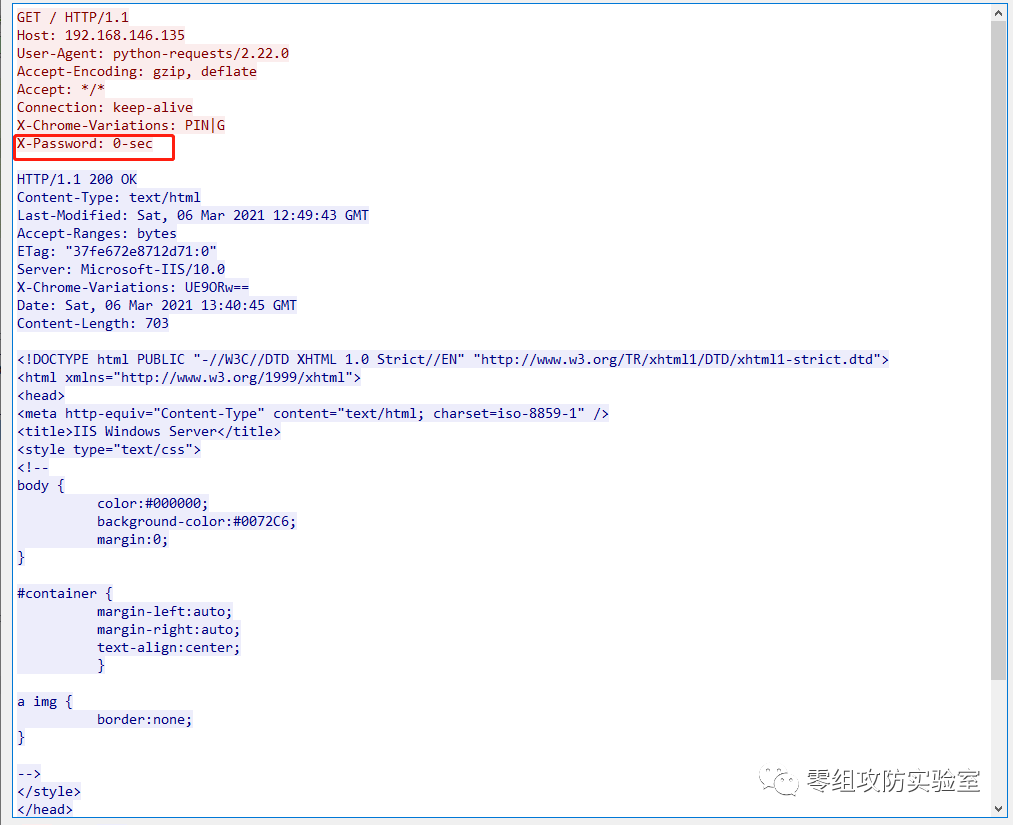 GET / HTTP/1.1
Host: 192.168.146.135
User-Agent: python-requests/2.22.0
Accept-Encoding: gzip, deflate
Accept: */*
Connection: keep-alive
X-Chrome-Variations: PIN|G
X-Password: 0-sec
HTTP/1.1 200 OK
Content-Type: text/html
Last-Modified: Sat, 06 Mar 2021 12:49:43 GMT
Accept-Ranges: bytes
ETag: "37fe672e8712d71:0"
Server: Microsoft-IIS/10.0
X-Chrome-Variations: UE9ORw==
Date: Sat, 06 Mar 2021 13:40:45 GMT
Content-Length: 703
<!DOCTYPE html PUBLIC "-//W3C//DTD XHTML 1.0 Strict//EN" "http://www.w3.org/TR/xhtml1/DTD/xhtml1-strict.dtd">
<html xmlns="http://www.w3.org/1999/xhtml">
<head>
<meta http-equiv="Content-Type" content="text/html; charset=iso-8859-1" />
<title>IIS Windows Server</title>
<style type="text/css">
<!--
body {
color:#000000;
background-color:#0072C6;
margin:0;
}
#container {
margin-left:auto;
margin-right:auto;
text-align:center;
}
a img {
border:none;
}
-->
</style>
</head>
零组攻防实验室